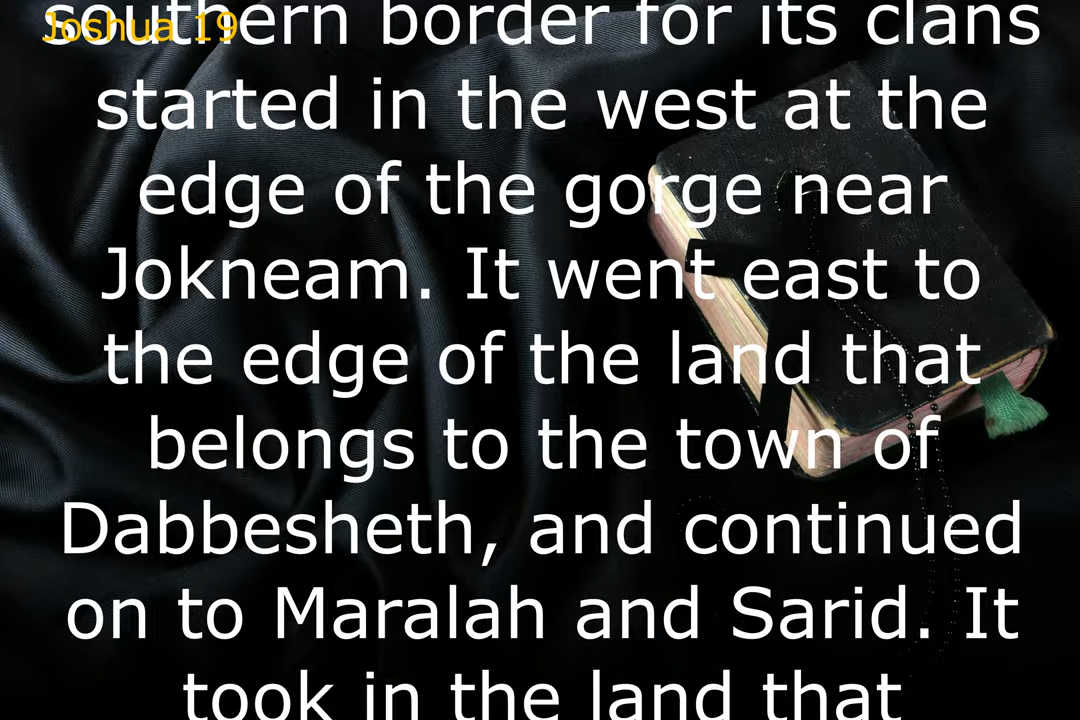 Joshua 19
southern border for its clans
started in the west at the
edge of the gorge near
Jokneam. It went east to
the edge of the land that
belongs to the town of
Dabbesheth, and continued
on to Maralah and Sarid. It
took in the land that